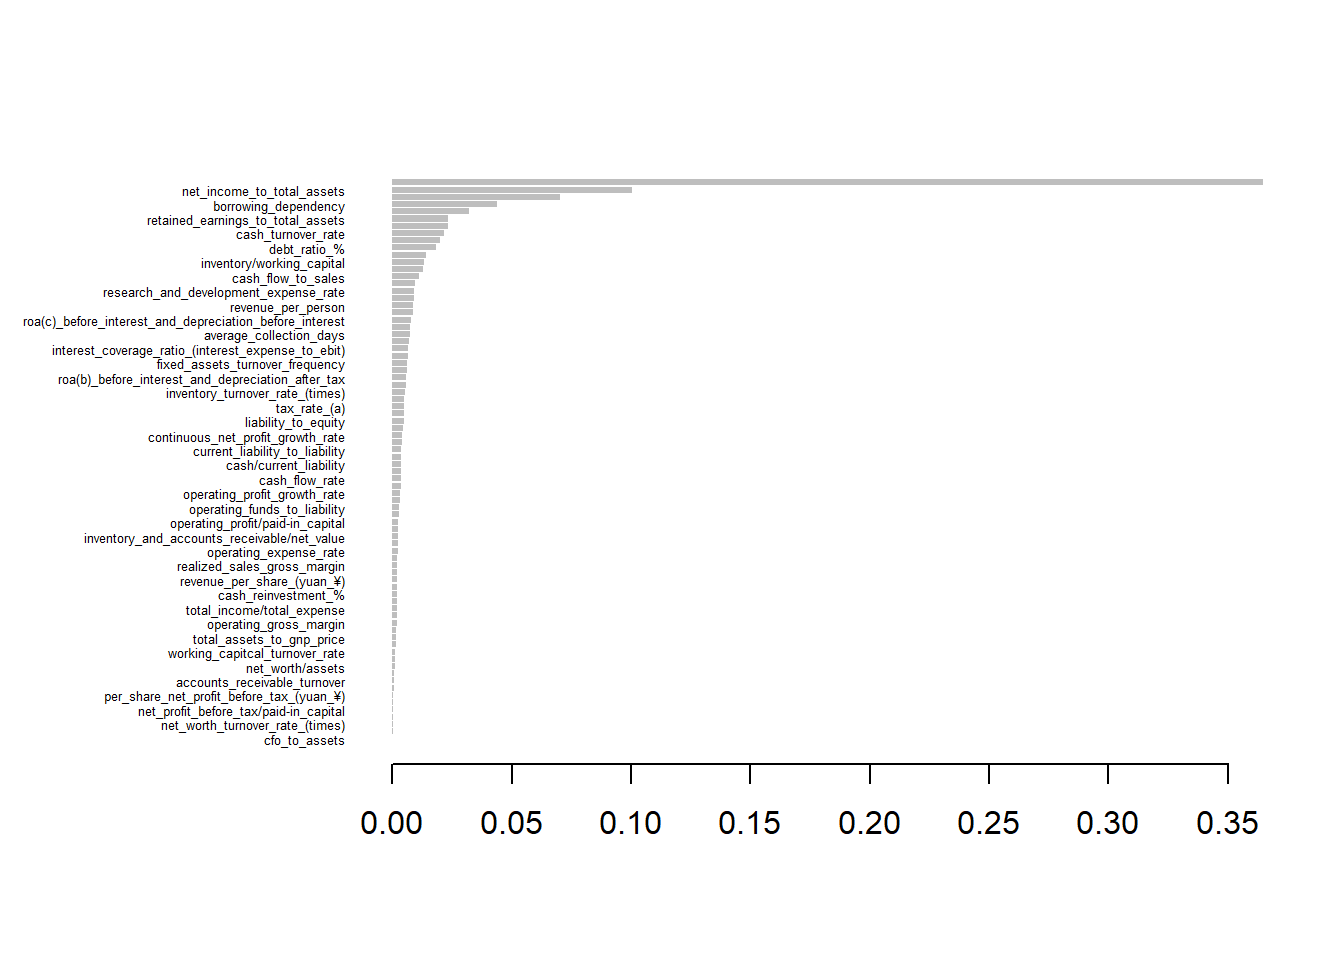 net_income_to_total_assets
borrowing_dependency
retained_earnings_to_total_assets
cash_turnover_rate
debt_ratio_%
inventory/working_capital
cash_flow_to_sales
research_and_development_expense_rate
revenue_per_person
roa(c)_before_interest_and_depreciation_before_interest
average_collection_days
interest_coverage_ratio_(interest_expense_to_ebit)
fixed_assets_turnover_frequency
roa(b)_before_interest_and_depreciation_after_tax
inventory_turnover_rate_(times)
tax_rate_(a)
liability_to_equity
continuous_net_profit_growth_rate
current_liability_to_liability
cash/current_liability
cash_flow_rate
operating_profit_growth_rate
operating_funds_to_liability
operating_profit/paid-in_capital
inventory_and_accounts_receivable/net_value
operating_expense_rate
realized_sales_gross_margin
revenue_per_share_(yuan_¥)
cash_reinvestment_%
total_income/total_expense
operating_gross_margin
total_assets_to_gnp_price
working_capitcal_turnover_rate
net_worth/assets
accounts_receivable_turnover
per_share_net_profit_before_tax_(yuan_¥)
net_profit_before_tax/paid-in_capital
net_worth_turnover_rate_(times)
cfo_to_assets
0.00 0.05 0.10 0.15 0.20 0.25 0.30 0.35